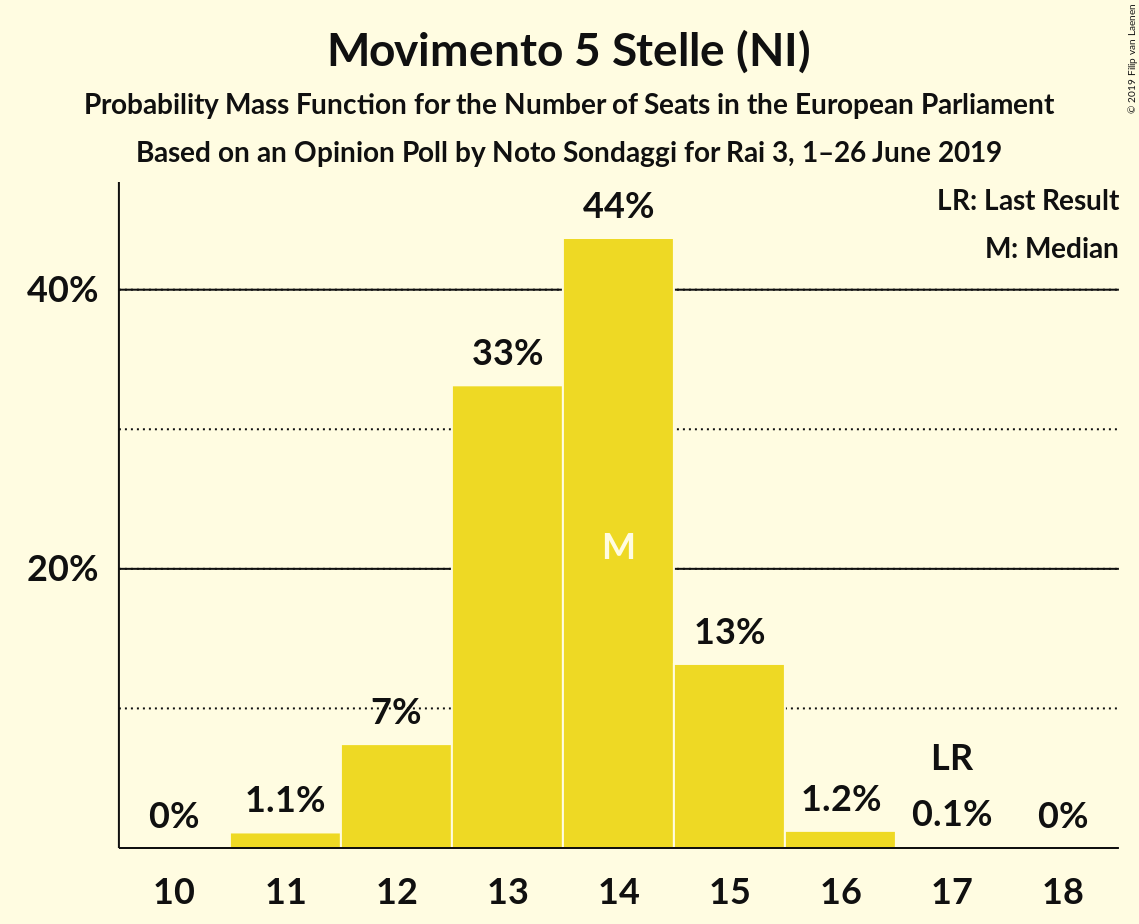 Movimento 5 Stelle (NI)
Probability Mass Function for the Number of Seats in the European Parliament
Based on an Opinion Poll by Noto Sondaggi for Rai 3, 1–26 June 2019
© 2019 Filip van Laenen
LR: Last Result
M: Median
40%
20%
0%
1.1%
7%
33%
44%
M
13%
1.2%
LR
0.1%
0%
10 11 12 13 14 15 16 17 18